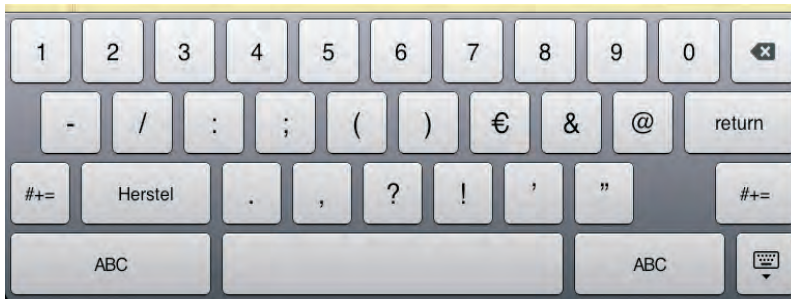 1 2 3 4 5 6 7 8 9 0
- / : ; ( ) € & @ return
#+= Herstel . , ? ! ’ ” #+=
ABC ABC